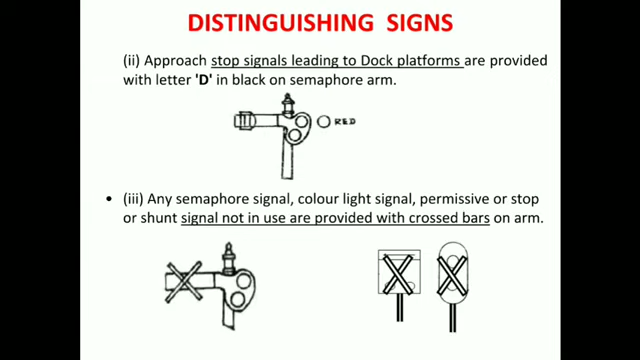 DISTINGUISHING SIGNS
(ii) Approach stop signals leading to Dock platforms are provided
with letter 'D' in black on semaphore arm.
RED
• (iii) Any semaphore signal, colour light signal, permissive or stop
or shunt signal not in use are provided with crossed bars on arm.